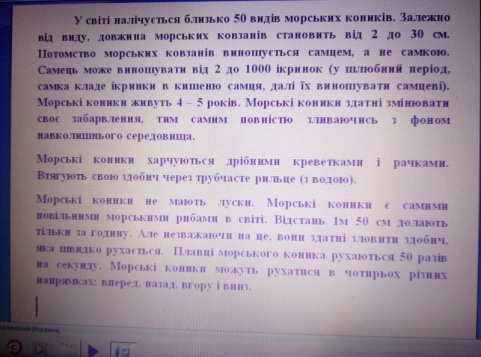 У світі налічується близько 50 видів морських коників. Залежно
від виду, довжина морських ковзанів становить від 2 до 30 см.
Потомство морських ковзанів виношується самцем, а не самкою.
Самець може виношувати від 2 до 1000 ікринок (у шлюбний період,
самка кладе ікринки в кишеню самця, далі їх виношувати самцеві).
Морські коники живуть 4 – 5 років. Морські коники здатні змінювати
своє забарвлення, тим самим повністю зливаючись з фоном
навколишнього середовища.
Морські коники харчуються дрібними креветками і рачками.
Втягують свою здобич через трубчасте рильце (з водою).
Морські коники не мають луски. Морські коники є самими
повільними морськими рибами в світі. Відстань 1м 50 см долають
тільки за годину. Але незважаючи на це, вони здатні зловити здобич,
яка швидко рухається. Плавці морського коника рухаються 50 разів
на секунду. Морські коники можуть рухатися в чотирьох різних
напрямках: вперед, назад, вгору і вниз.
(Украина)